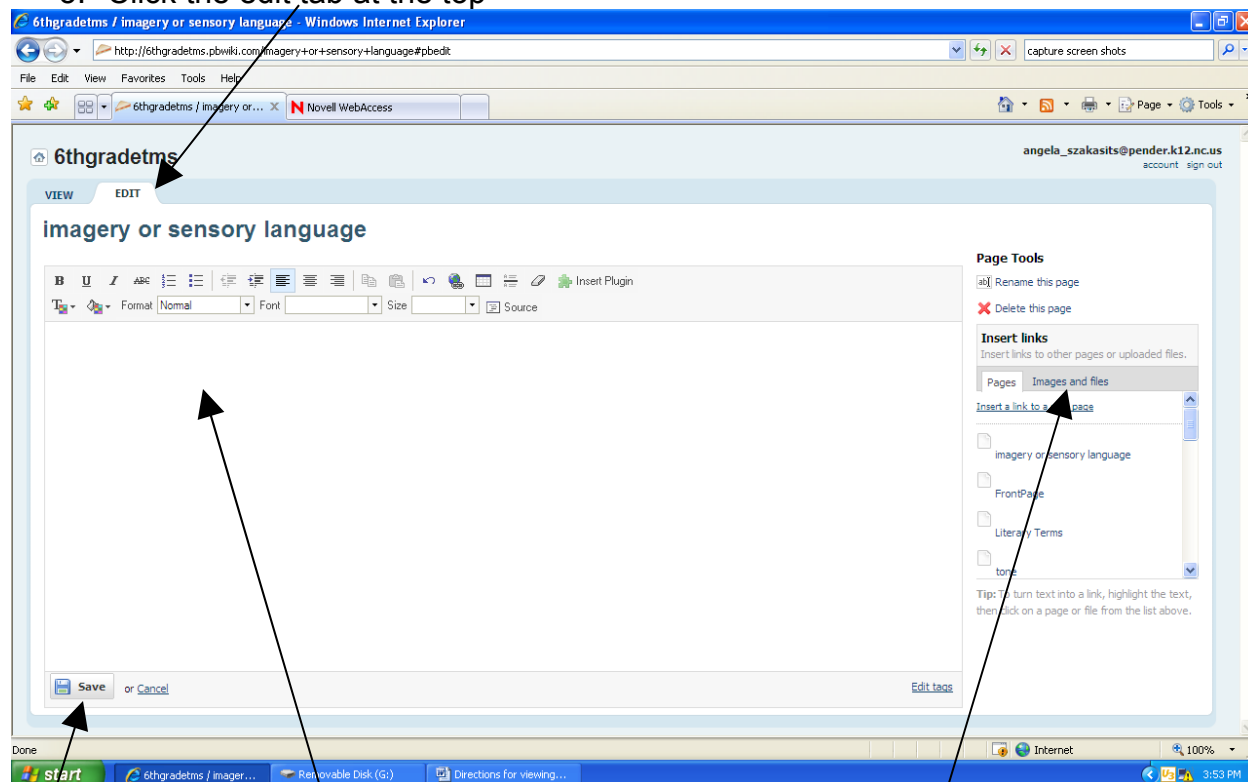 Click the edit tab at the top
6thgradetms / imagery or sensory language - Windows Internet Explorer
http://6thgradetms.pbwiki.com/imagery+or+sensory+language#pbedit
capture screen shots
File Edit View Favorites Tools Help
6thgradetms / imagery or... X Novell WebAccess
Page Tools
6thgradetms
angela_szakasits@pender.k12.nc.us
account sign out
VIEW EDIT
imagery or sensory language
B U I ABC Insert Plugin
Format Normal Font Size Source
Page Tools
Rename this page
Delete this page
Insert links
Insert links to other pages or uploaded files.
Pages Images and files
Insert a link to a page
imagery or sensory language
FrontPage
Literary Terms
tone
Tip: To turn text into a link, highlight the text,
then click on a page or file from the list above.
Save or Cancel
Edit tags
Done
Internet
100%
start
6thgradetms / imager...
Removable Disk (G:)
Directions for viewing...
3:53 PM